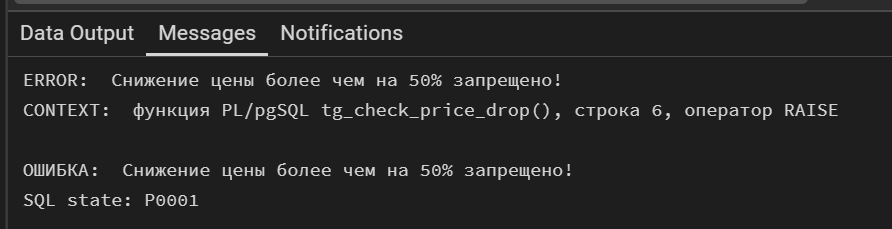 Data Output Messages Notifications
ERROR:  Снижение цены более чем на 50% запрещено!
CONTEXT:  функция PL/pgSQL tg_check_price_drop(), строка 6, оператор RAISE
ОШИБКА:  Снижение цены более чем на 50% запрещено!
SQL state: P0001